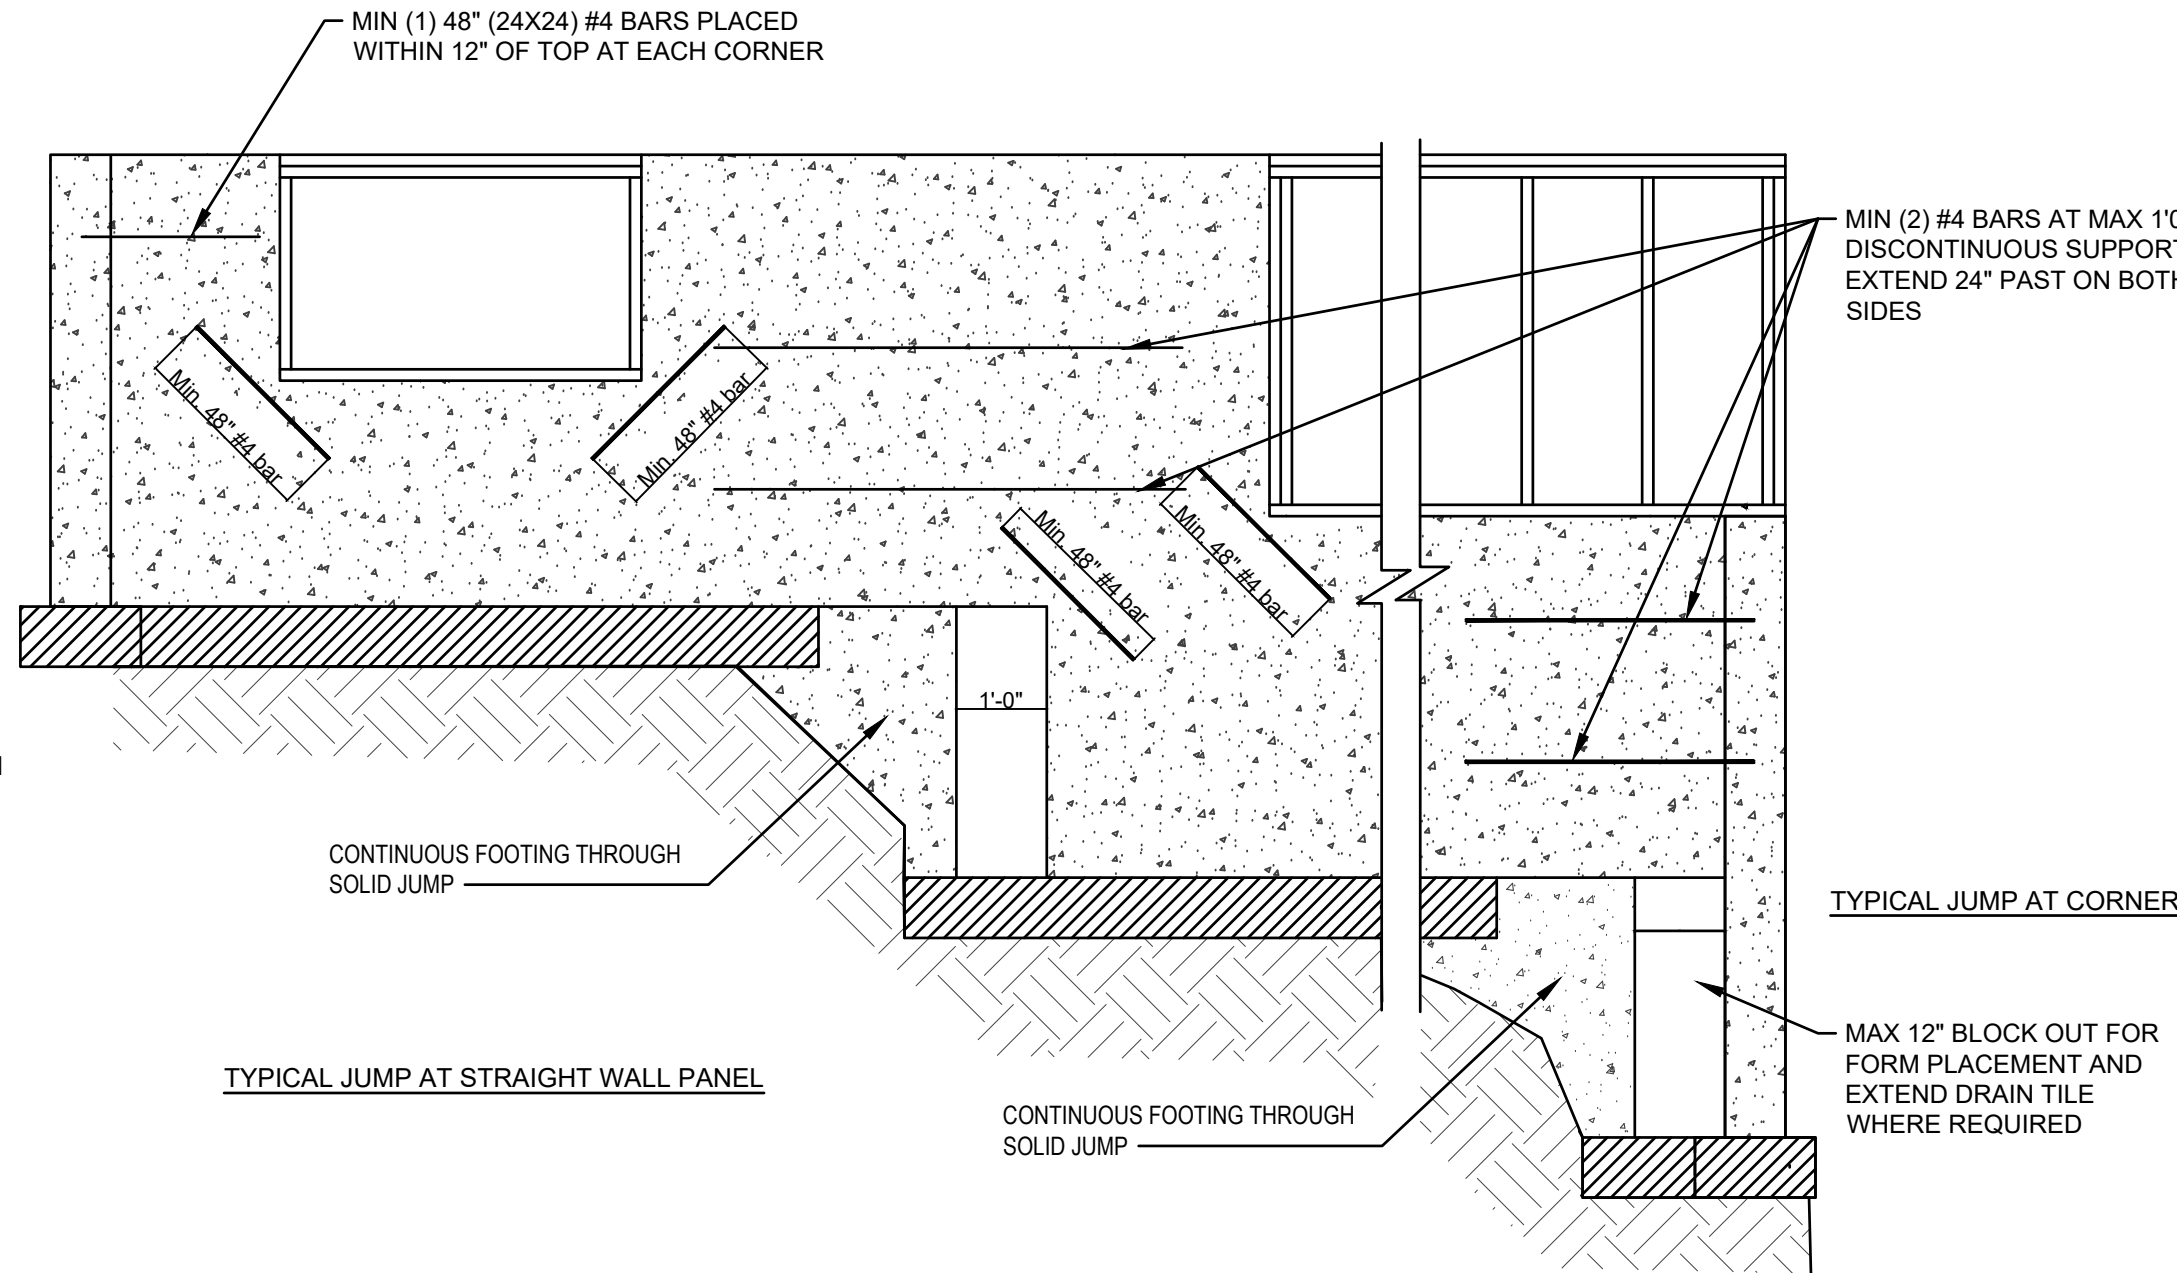 MIN (1) 48" (24X24) #4 BARS PLACED
WITHIN 12" OF TOP AT EACH CORNER
MIN (2) #4 BARS AT MAX 1'0
DISCONTINUOUS SUPPORT
EXTEND 24" PAST ON BOTH
SIDES
Min. 48" #4 bar
Min. 48" #4 bar
Min. 48" #4 bar
Min. 48" #4 bar
1'-0"
CONTINUOUS FOOTING THROUGH
SOLID JUMP
TYPICAL JUMP AT CORNER
TYPICAL JUMP AT STRAIGHT WALL PANEL
MAX 12" BLOCK OUT FOR
FORM PLACEMENT AND
EXTEND DRAIN TILE
WHERE REQUIRED
CONTINUOUS FOOTING THROUGH
SOLID JUMP